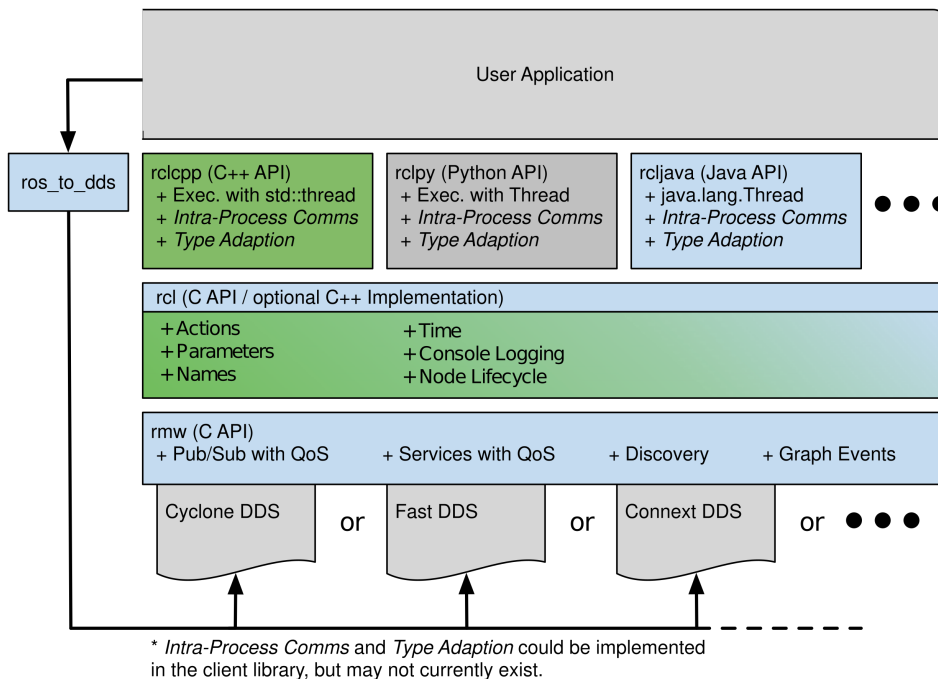 User Application
ros_to_dds
rclcpp (C++ API)
+ Exec. with std::thread
+ Intra-Process Comms
+ Type Adaption
rclpy (Python API)
+ Exec. with Thread
+ Intra-Process Comms
+ Type Adaption
rcljava (Java API)
+ java.lang.Thread
+ Intra-Process Comms
+ Type Adaption
rcl (C API / optional C++ Implementation)
+Actions
+Parameters
+Names
+Time
+Console Logging
+Node Lifecycle
rmw (C API)
+ Pub/Sub with QoS + Services with QoS + Discovery + Graph Events
Cyclone DDS or Fast DDS or Connext DDS or
* Intra-Process Comms and Type Adaption could be implemented
in the client library, but may not currently exist.